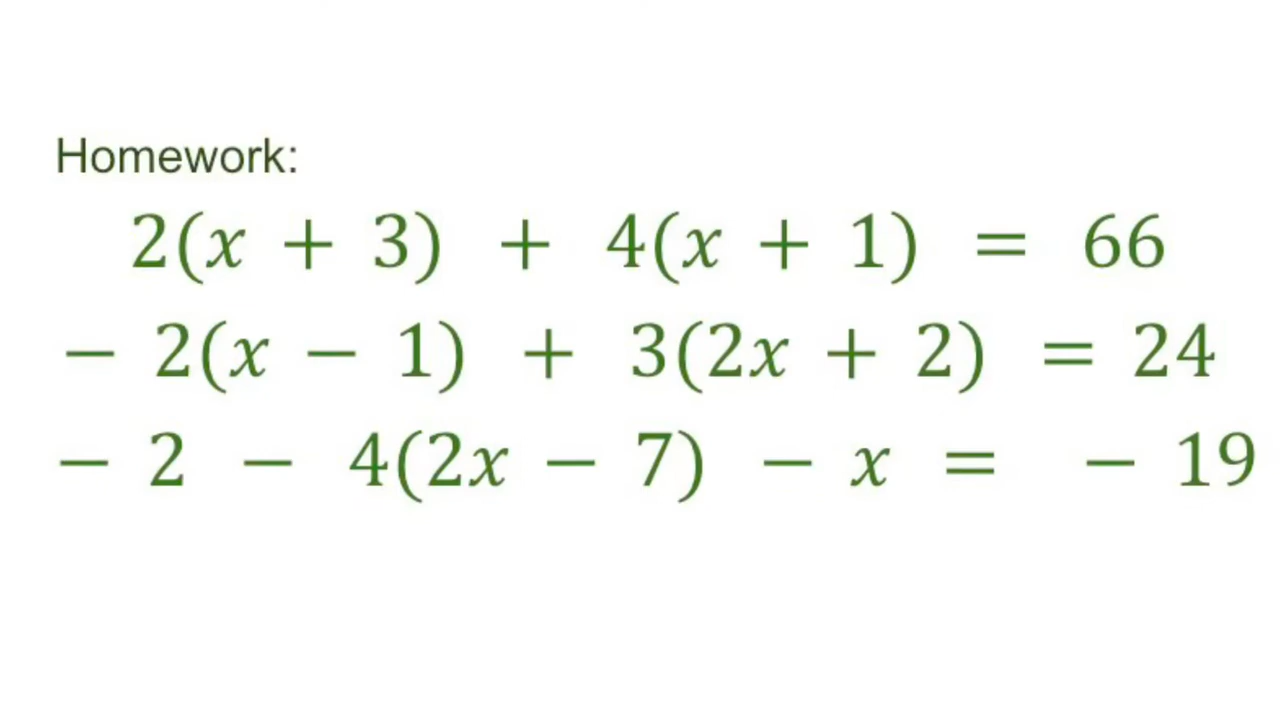 Homework:
2(x + 3) + 4(x + 1) = 66
− 2(x − 1) + 3(2x + 2) = 24
− 2 − 4(2x − 7) − x = − 19